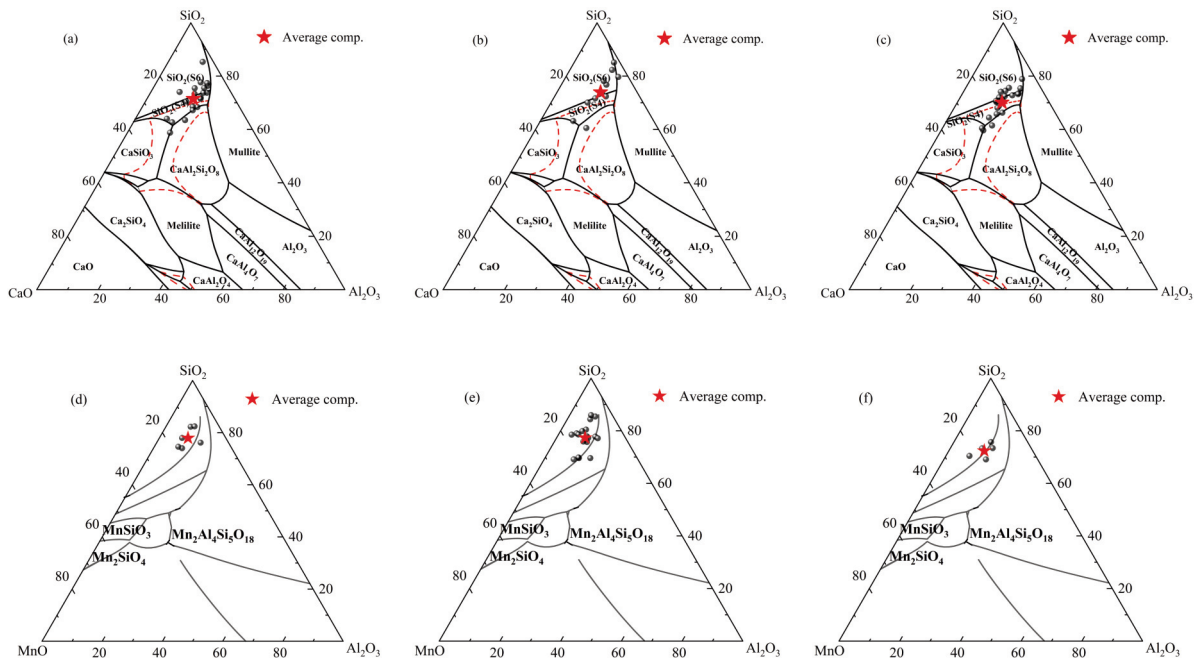 SiO₂
(a)
Average comp.
20
SiO₂(S6)
80
SiO₂(S4)
40
60
CaSiO₃
CaAl₂Si₂O₈
Mullite
60
40
Ca₂SiO₄
Melilite
80
CaAl₁₂O₁₉
Al₂O₃
20
CaO
CaAl₄O₇
CaAl₂O₄
CaO
Al₂O₃
20
40
60
80
SiO₂
(b)
Average comp.
20
SiO₂(S6)
80
SiO₂(S4)
40
60
CaSiO₃
CaAl₂Si₂O₈
Mullite
60
40
Ca₂SiO₄
Melilite
80
CaAl₁₂O₁₉
Al₂O₃
20
CaO
CaAl₄O₇
CaAl₂O₄
CaO
Al₂O₃
20
40
60
80
SiO₂
(c)
Average comp.
20
SiO₂(S6)
80
SiO₂(S4)
40
60
CaSiO₃
CaAl₂Si₂O₈
Mullite
60
40
Ca₂SiO₄
Melilite
80
CaAl₁₂O₁₉
Al₂O₃
20
CaO
CaAl₄O₇
CaAl₂O₄
CaO
Al₂O₃
20
40
60
80
SiO₂
(d)
Average comp.
20
80
40
60
60
MnSiO₃
Mn₂Al₄Si₅O₁₈
40
Mn₂SiO₄
80
20
MnO
Al₂O₃
20
40
60
80
SiO₂
(e)
Average comp.
20
80
40
60
60
MnSiO₃
Mn₂Al₄Si₅O₁₈
40
Mn₂SiO₄
80
20
MnO
Al₂O₃
20
40
60
80
SiO₂
(f)
Average comp.
20
80
40
60
60
MnSiO₃
Mn₂Al₄Si₅O₁₈
40
Mn₂SiO₄
80
20
MnO
Al₂O₃
20
40
60
80